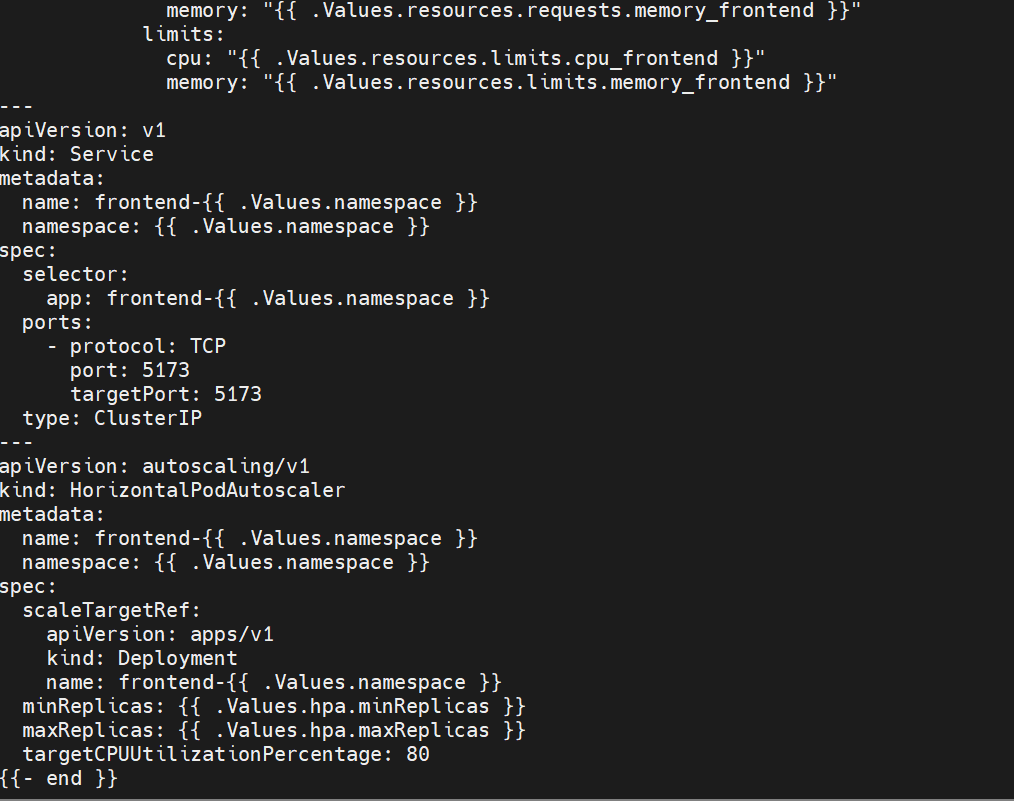 memory: "{{ .Values.resources.requests.memory_frontend }}"
limits:
cpu: "{{ .Values.resources.limits.cpu_frontend }}"
memory: "{{ .Values.resources.limits.memory_frontend }}"
---
apiVersion: v1
kind: Service
metadata:
  name: frontend-{{ .Values.namespace }}
  namespace: {{ .Values.namespace }}
spec:
  selector:
    app: frontend-{{ .Values.namespace }}
  ports:
    - protocol: TCP
      port: 5173
      targetPort: 5173
  type: ClusterIP
---
apiVersion: autoscaling/v1
kind: HorizontalPodAutoscaler
metadata:
  name: frontend-{{ .Values.namespace }}
  namespace: {{ .Values.namespace }}
spec:
  scaleTargetRef:
    apiVersion: apps/v1
    kind: Deployment
    name: frontend-{{ .Values.namespace }}
  minReplicas: {{ .Values.hpa.minReplicas }}
  maxReplicas: {{ .Values.hpa.maxReplicas }}
  targetCPUUtilizationPercentage: 80
{{- end }}